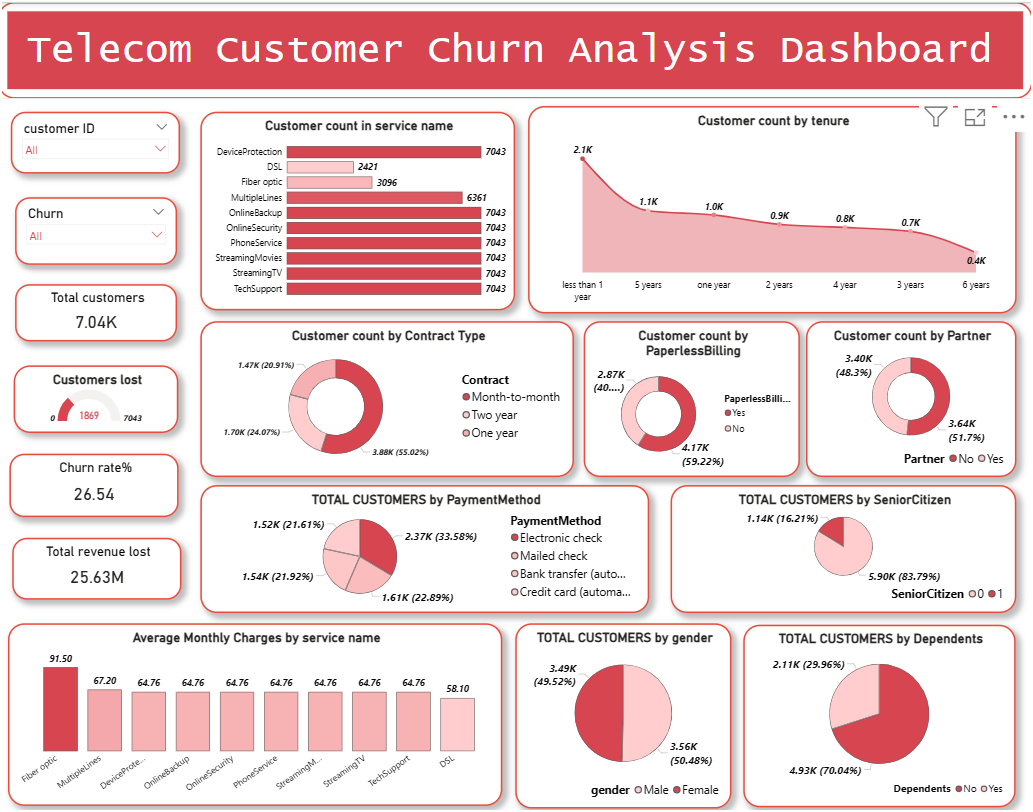 Telecom Customer Churn Analysis Dashboard
customer ID
All
Churn
All
Total customers
7.04K
Customers lost
0
1869
7043
Churn rate%
26.54
Total revenue lost
25.63M
Customer count in service name
DeviceProtection 7043
DSL 2421
Fiber optic 3096
MultipleLines 6361
OnlineBackup 7043
OnlineSecurity 7043
PhoneService 7043
StreamingMovies 7043
StreamingTV 7043
TechSupport 7043
Customer count by tenure
2.1K
1.1K
1.0K
0.9K
0.8K
0.7K
0.4K
less than 1
year
5 years
one year
2 years
4 year
3 years
6 years
Customer count by Contract Type
1.47K (20.91%)
1.70K (24.07%)
3.88K (55.02%)
Contract
Month-to-month
Two year
One year
Customer count by
PaperlessBilling
2.87K
(40....)
4.17K
(59.22%)
PaperlessBilli...
Yes
No
Customer count by Partner
3.40K
(48.3%)
3.64K
(51.7%)
Partner No Yes
TOTAL CUSTOMERS by PaymentMethod
1.52K (21.61%)
2.37K (33.58%)
1.54K (21.92%)
1.61K (22.89%)
PaymentMethod
Electronic check
Mailed check
Bank transfer (auto...
Credit card (automa...
TOTAL CUSTOMERS by SeniorCitizen
1.14K (16.21%)
5.90K (83.79%)
SeniorCitizen 0 1
Average Monthly Charges by service name
91.50
67.20
64.76
64.76
64.76
64.76
64.76
64.76
64.76
58.10
Fiber optic
MultipleLines
DeviceProte...
OnlineBackup
OnlineSecurity
PhoneService
StreamingM...
StreamingTV
TechSupport
DSL
TOTAL CUSTOMERS by gender
3.49K
(49.52%)
3.56K
(50.48%)
gender Male Female
TOTAL CUSTOMERS by Dependents
2.11K (29.96%)
4.93K (70.04%)
Dependents No Yes